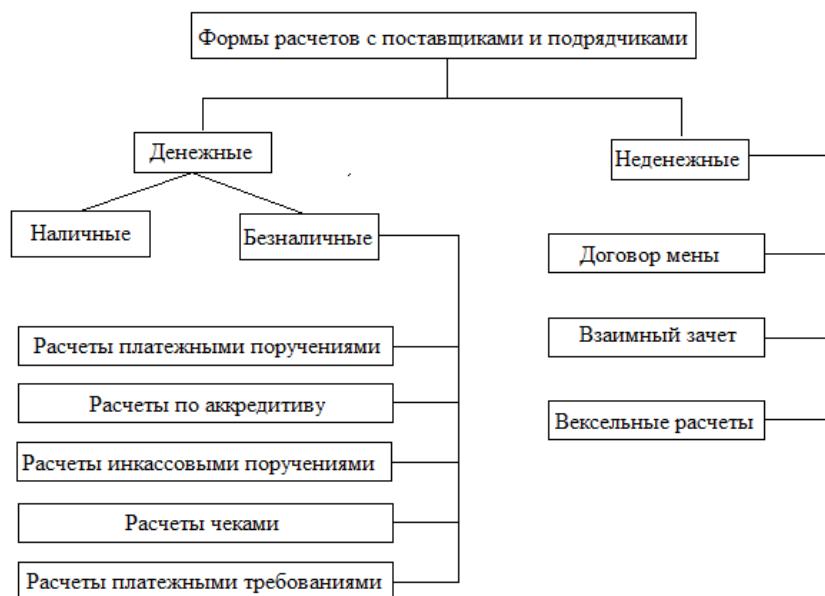 Формы расчетов с поставщиками и подрядчиками
Денежные
Неденежные
Наличные
Безналичные
Договор мены
Расчеты платежными поручениями
Взаимный зачет
Расчеты по аккредитиву
Вексельные расчеты
Расчеты инкассовыми поручениями
Расчеты чеками
Расчеты платежными требованиями